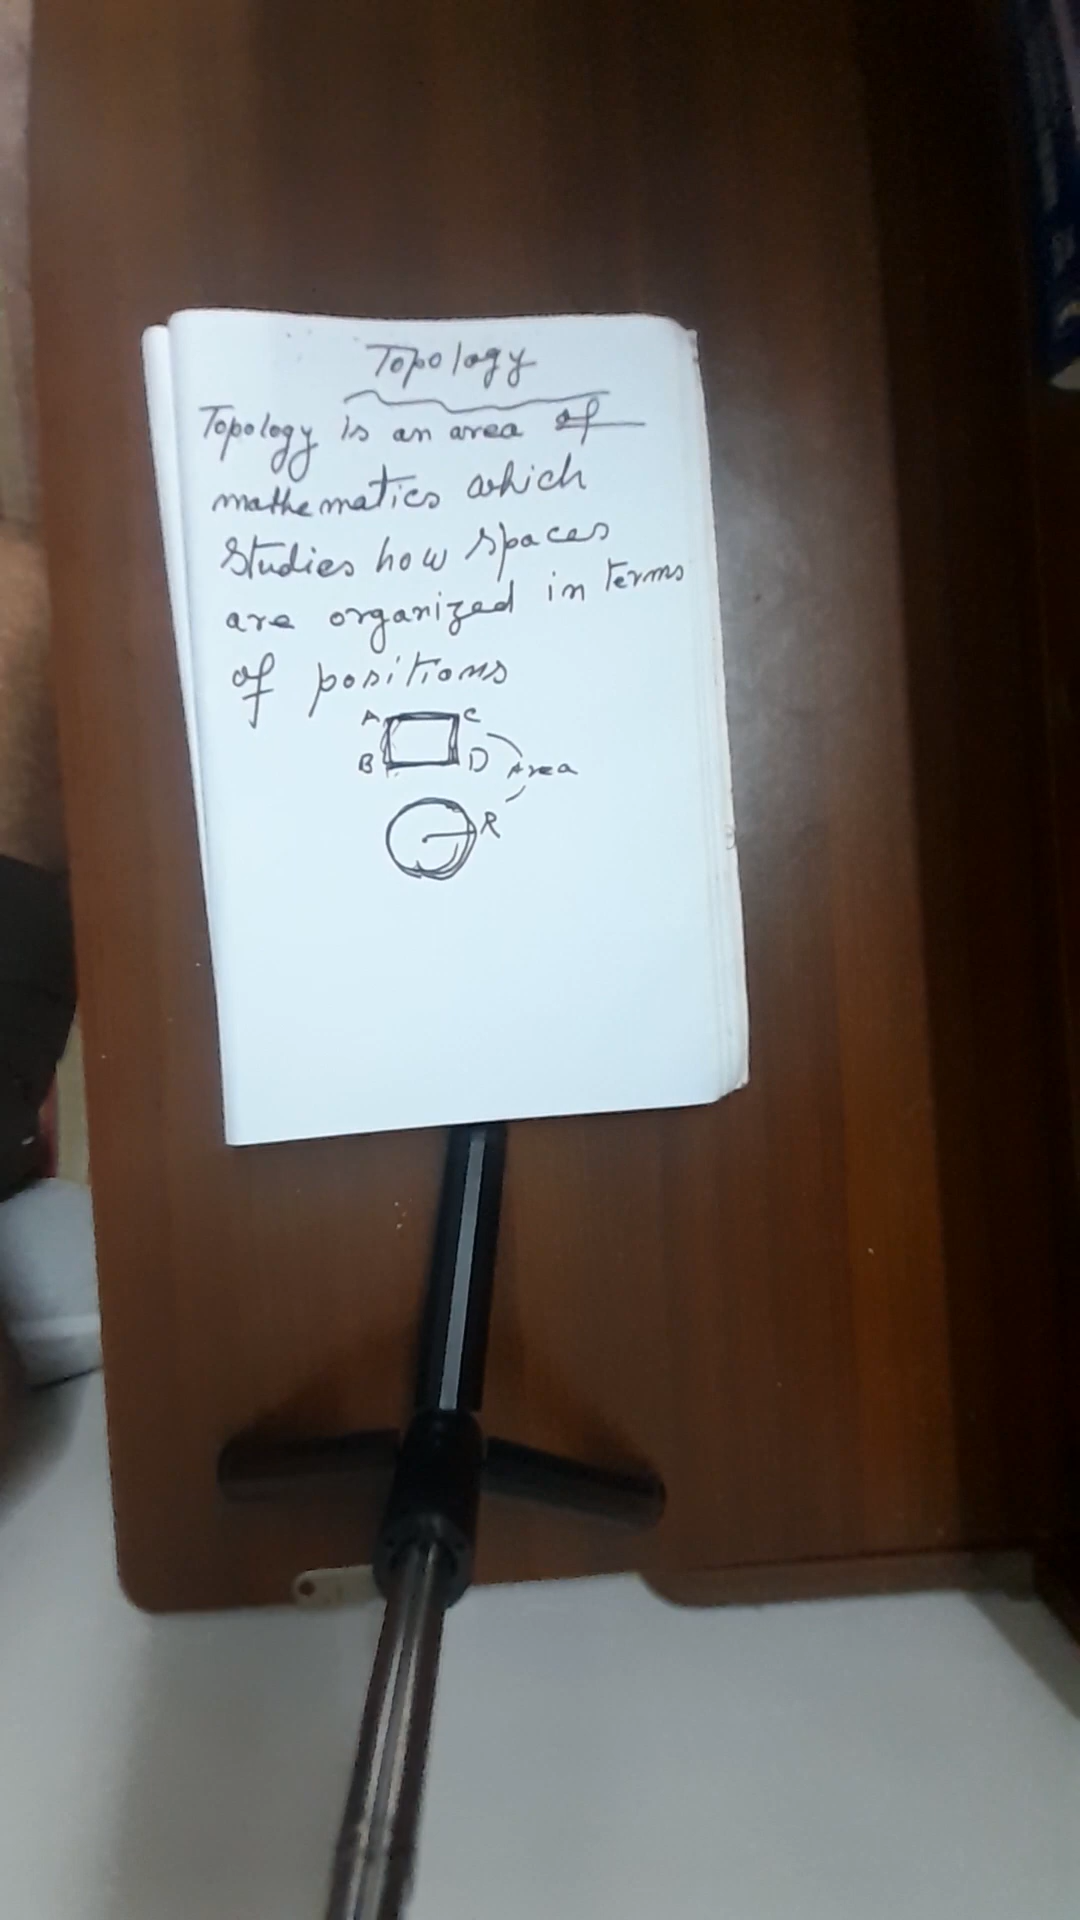 Topology
Topology is an area of
mathematics which
studies how spaces
are organized in terms
of positions
A C
B D
Area
R